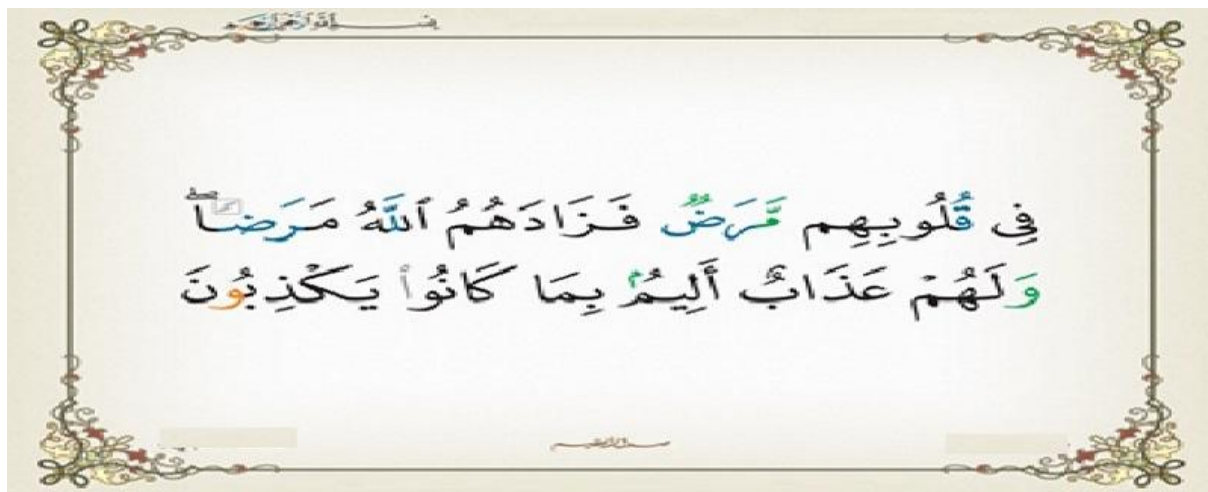 فِي قُلُوبِهِم مَّرَضٌ فَزَادَهُمُ ٱللَّهُ مَرَضࣰاۖ
وَلَهُمۡ عَذَابٌ أَلِيمُۢ بِمَا كَانُواْ يَكۡذِبُونَ